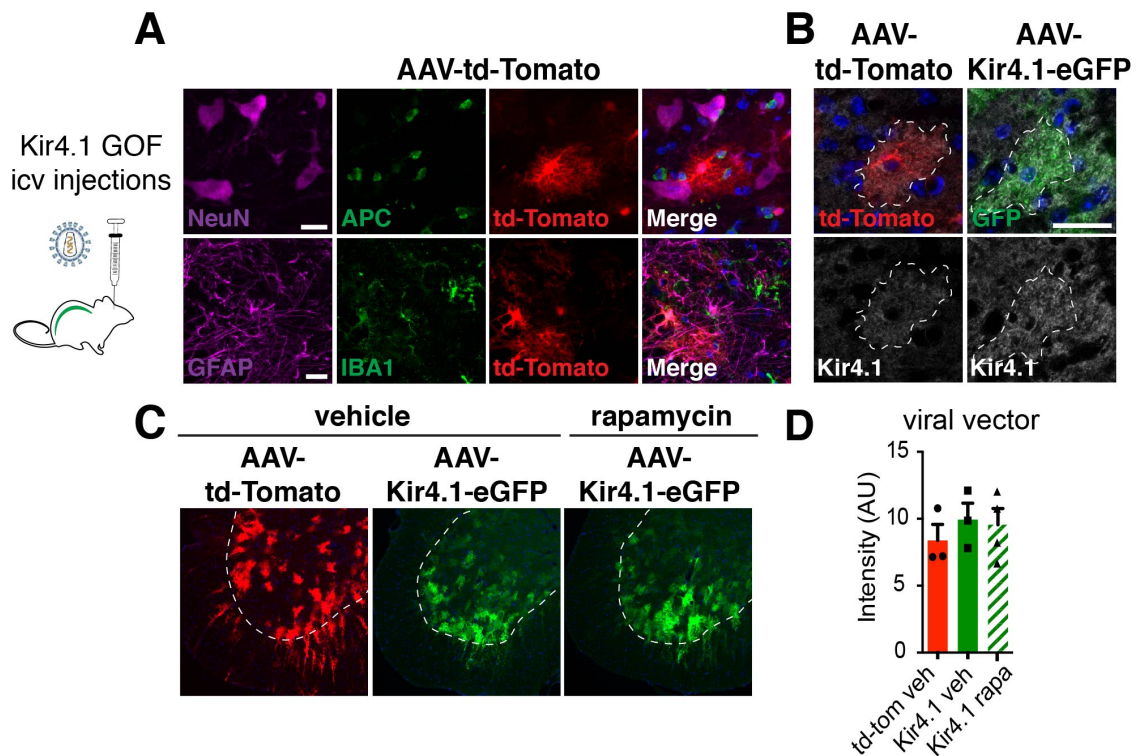 A
B
AAV-td-Tomato
AAV-
td-Tomato
AAV-
Kir4.1-eGFP
Kir4.1 GOF
icv injections
NeuN
APC
td-Tomato
Merge
td-Tomato
GFP
GFAP
IBA1
td-Tomato
Merge
Kir4.1
Kir4.1
C
vehicle
rapamycin
AAV-
td-Tomato
AAV-
Kir4.1-eGFP
AAV-
Kir4.1-eGFP
D
viral vector
Intensity (AU)
15
10
5
0
td-tom veh
Kir4.1 veh
Kir4.1 rapa